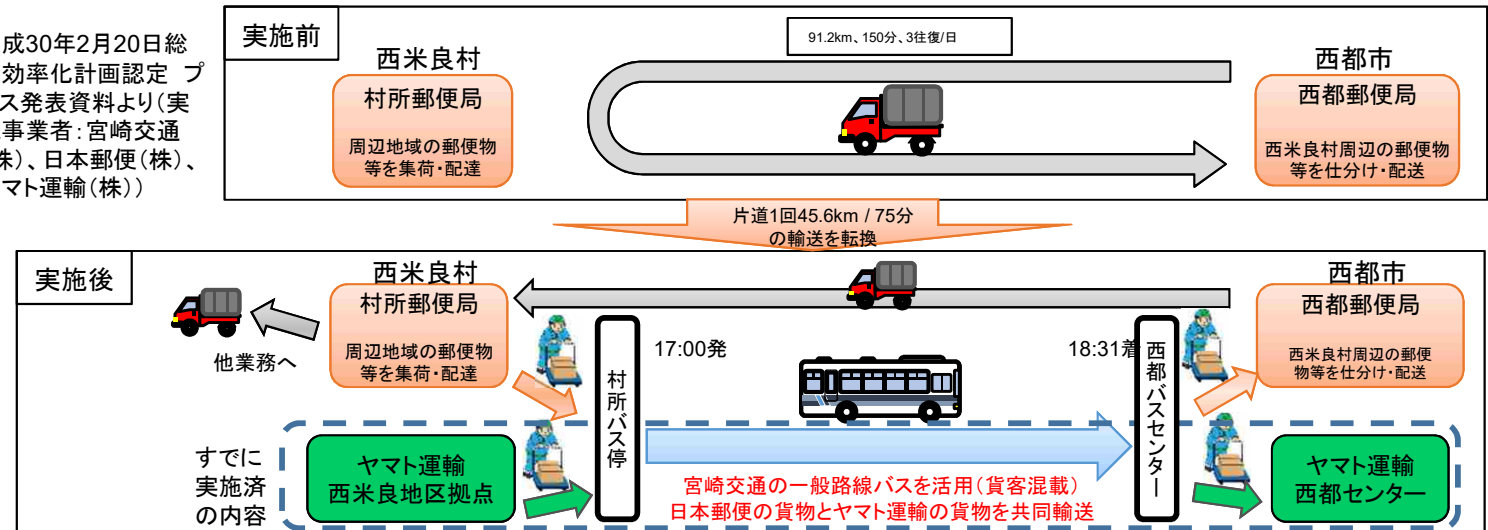 成30年2月20日総
効率化計画認定 プ
ス発表資料より(実
事業者:宮崎交通
株)、日本郵便(株)、
マト運輸(株))
実施前
91.2km、150分、3往復/日
西米良村
村所郵便局
周辺地域の郵便物
等を集荷・配達
西都市
西都郵便局
西米良村周辺の郵便物
等を仕分け・配送
片道1回45.6km / 75分
の輸送を転換
実施後
西米良村
村所郵便局
周辺地域の郵便物
等を集荷・配達
他業務へ
西都市
西都郵便局
西米良村周辺の郵便
物等を仕分け・配送
17:00発
18:31着
村所バス停
西都バスセンター
すでに
実施済
の内容
ヤマト運輸
西米良地区拠点
宮崎交通の一般路線バスを活用(貨客混載)
日本郵便の貨物とヤマト運輸の貨物を共同輸送
ヤマト運輸
西都センター